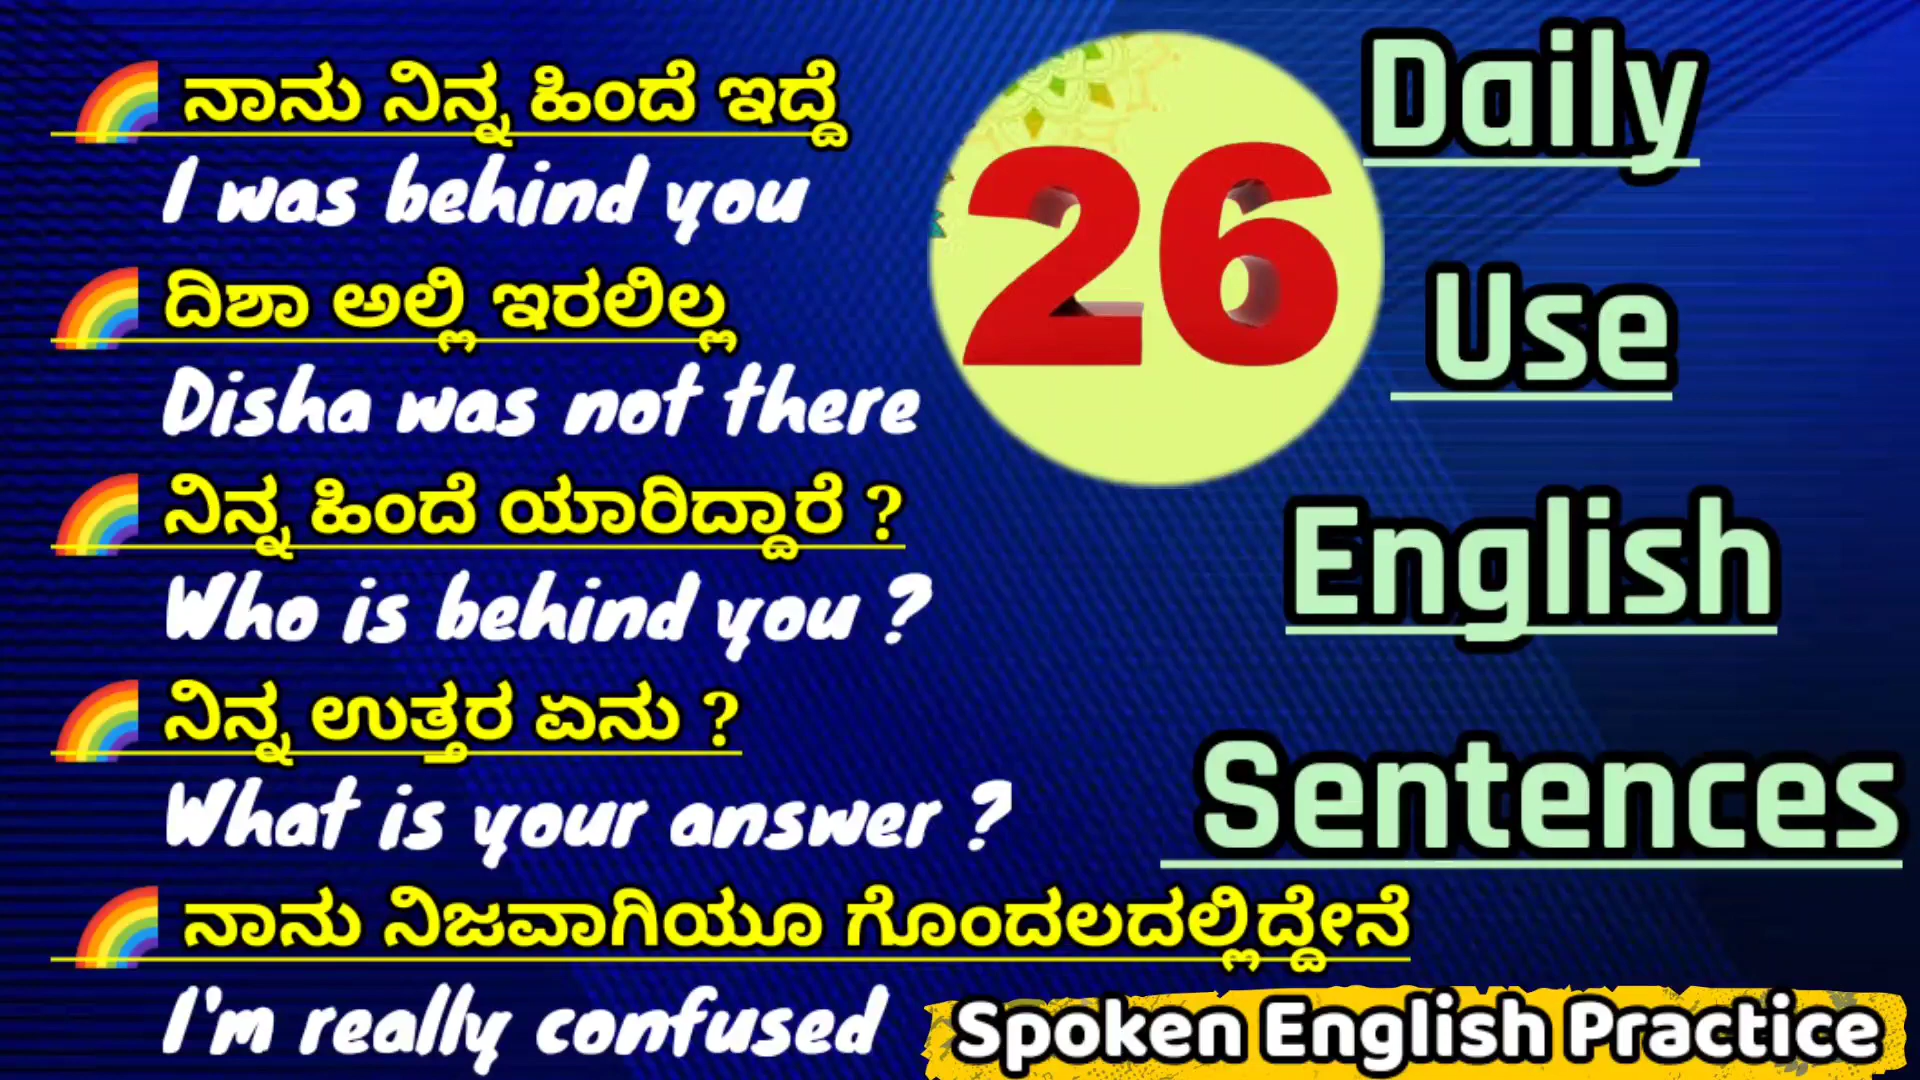 ನಾನು ನಿನ್ನ ಹಿಂದೆ ಇದ್ದೆ
I was behind you
ದಿಶಾ ಅಲ್ಲಿ ಇರಲಿಲ್ಲ
Disha was not there
ನಿನ್ನ ಹಿಂದೆ ಯಾರಿದ್ದಾರೆ ?
Who is behind you ?
ನಿನ್ನ ಉತ್ತರ ಏನು ?
What is your answer ?
ನಾನು ನಿಜವಾಗಿಯೂ ಗೊಂದಲದಲ್ಲಿದ್ದೇನೆ
I'm really confused
26
Daily
Use
English
Sentences
Spoken English Practice